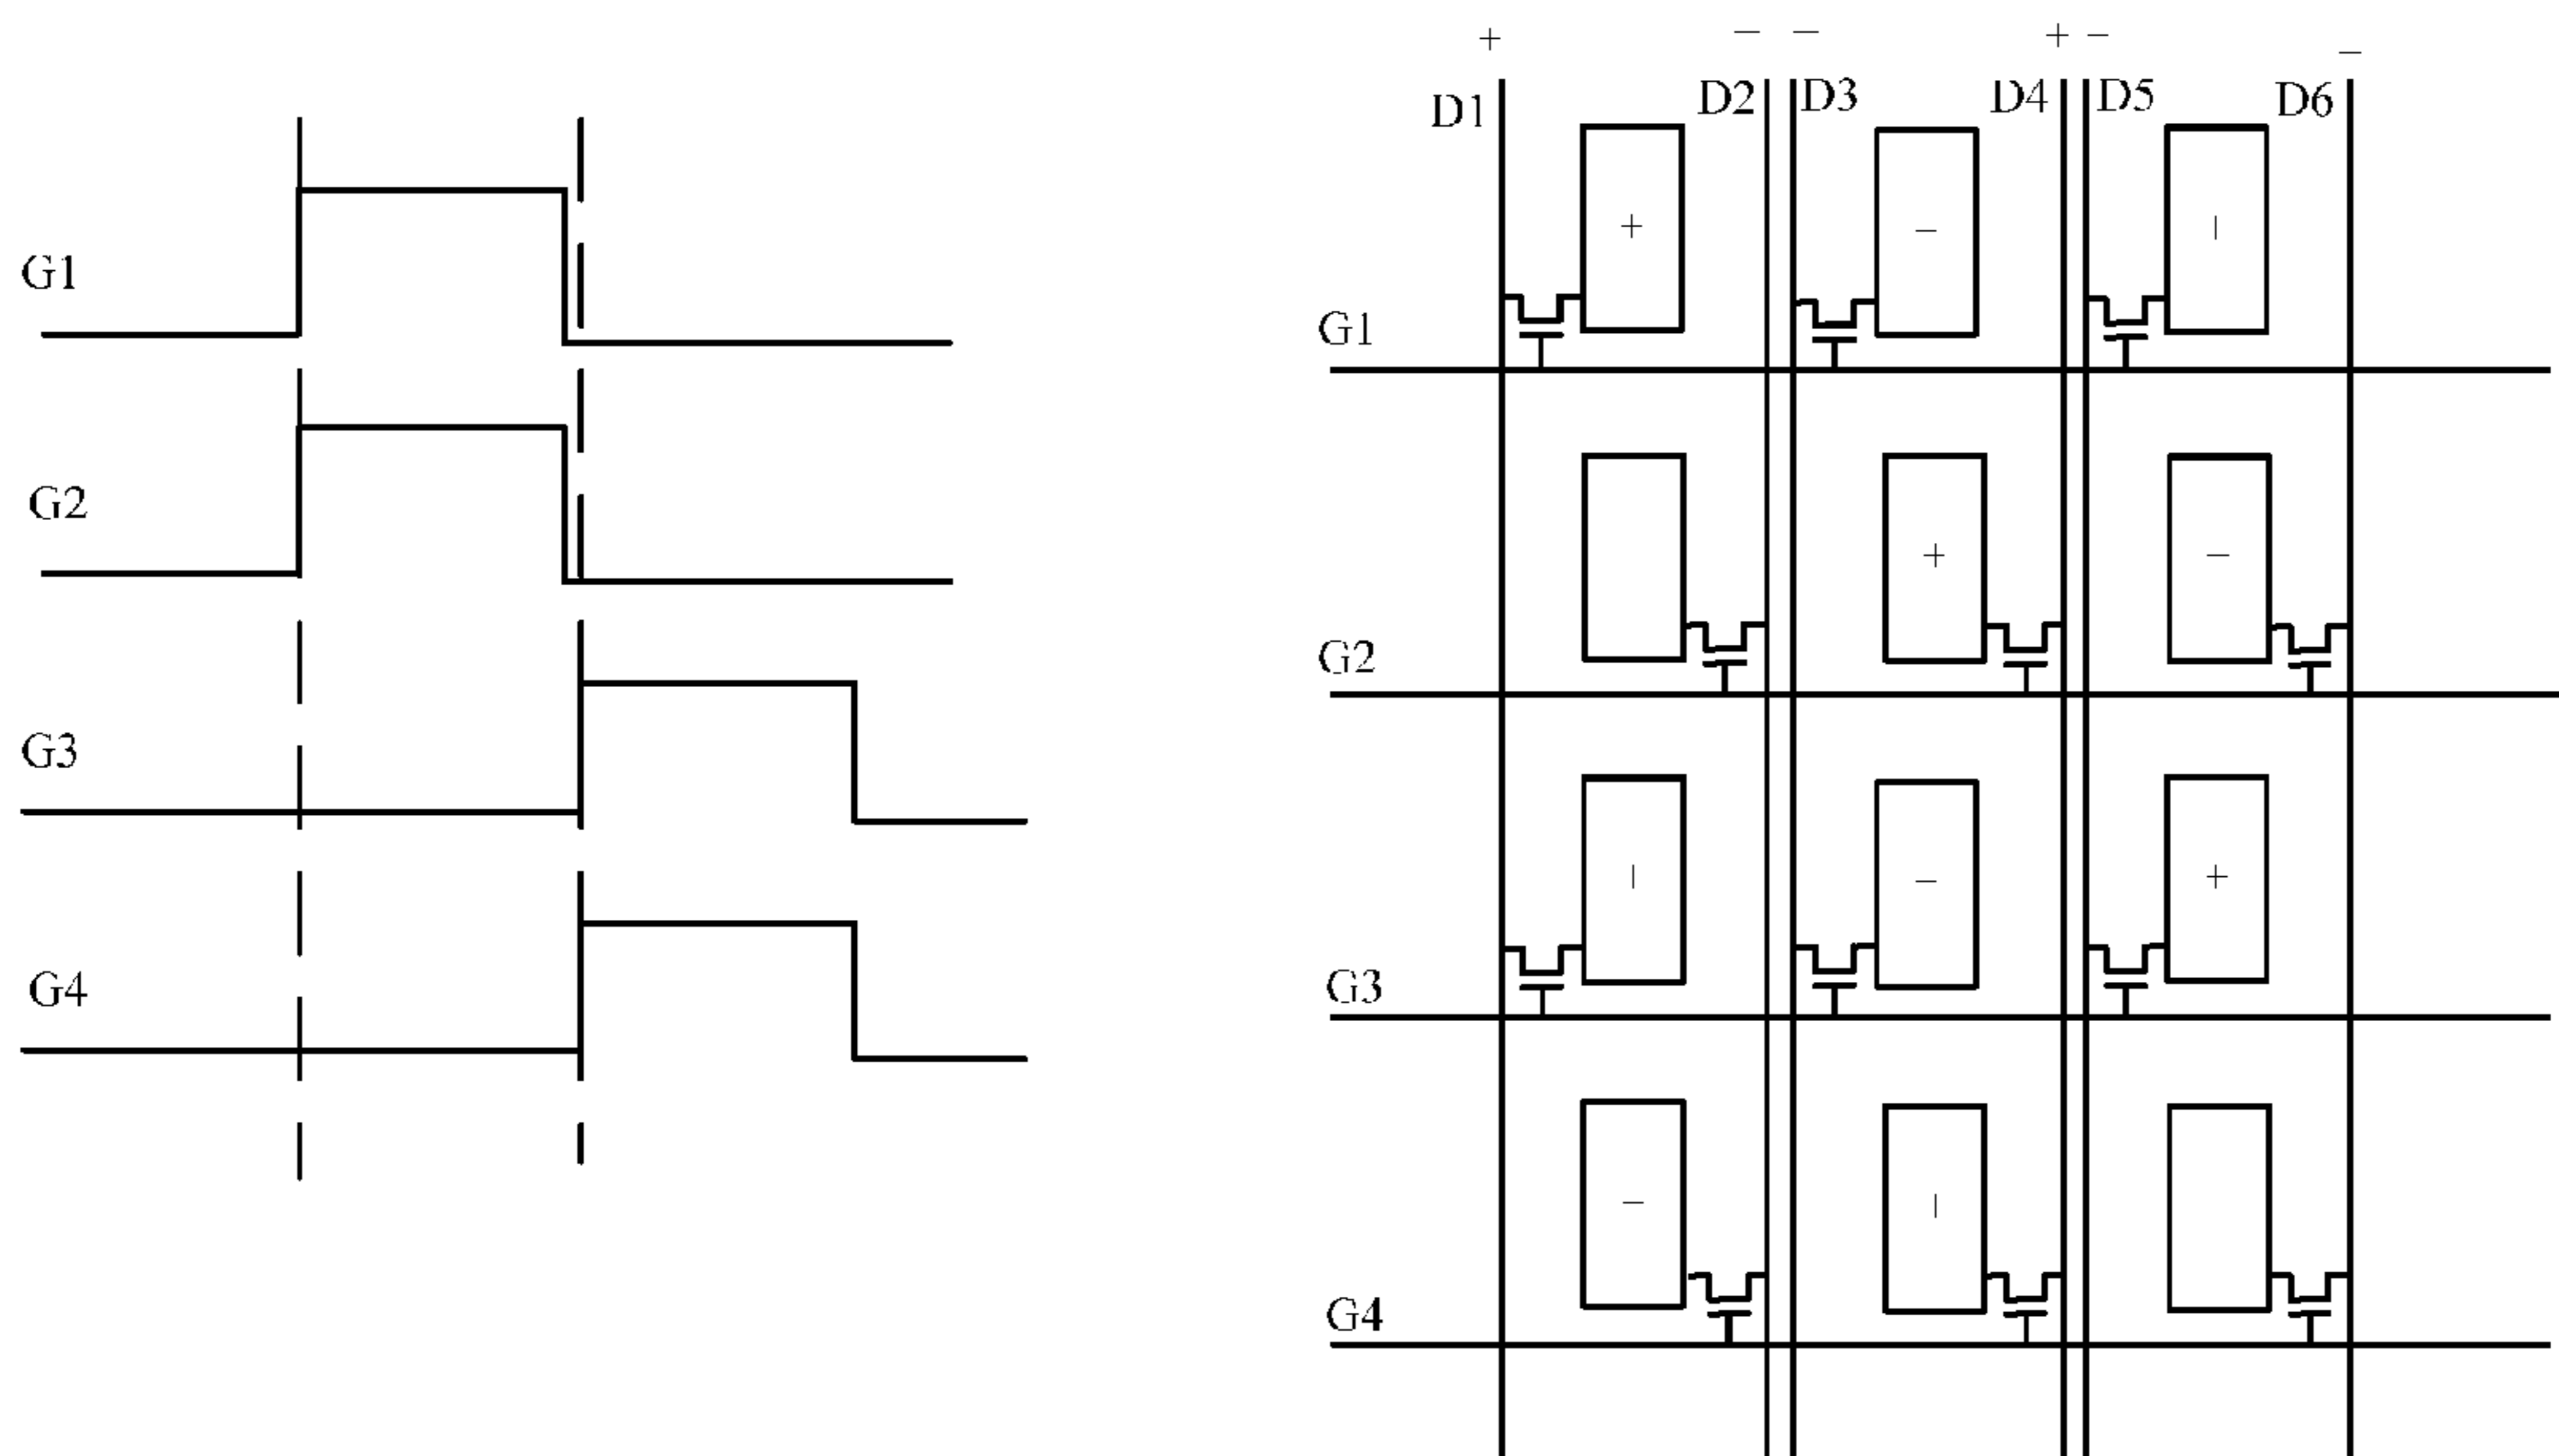 + − − + − −
D1 D2 D3 D4 D5 D6
G1
G2
G3
G4
+ − |
G1
+ −
G2
| − +
G3
− |
G4